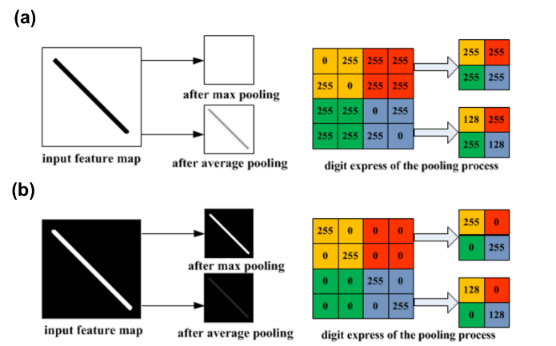 (a)
0 255 255 255
255 0 255 255
255 255 0 255
255 255 255 0
255 255
255 255
after max pooling
128 255
255 128
input feature map
after average pooling
digit express of the pooling process
(b)
255 0 0 0
0 255 0 0
0 0 255 0
0 0 0 255
255 0
0 255
after max pooling
128 0
0 128
input feature map
after average pooling
digit express of the pooling process